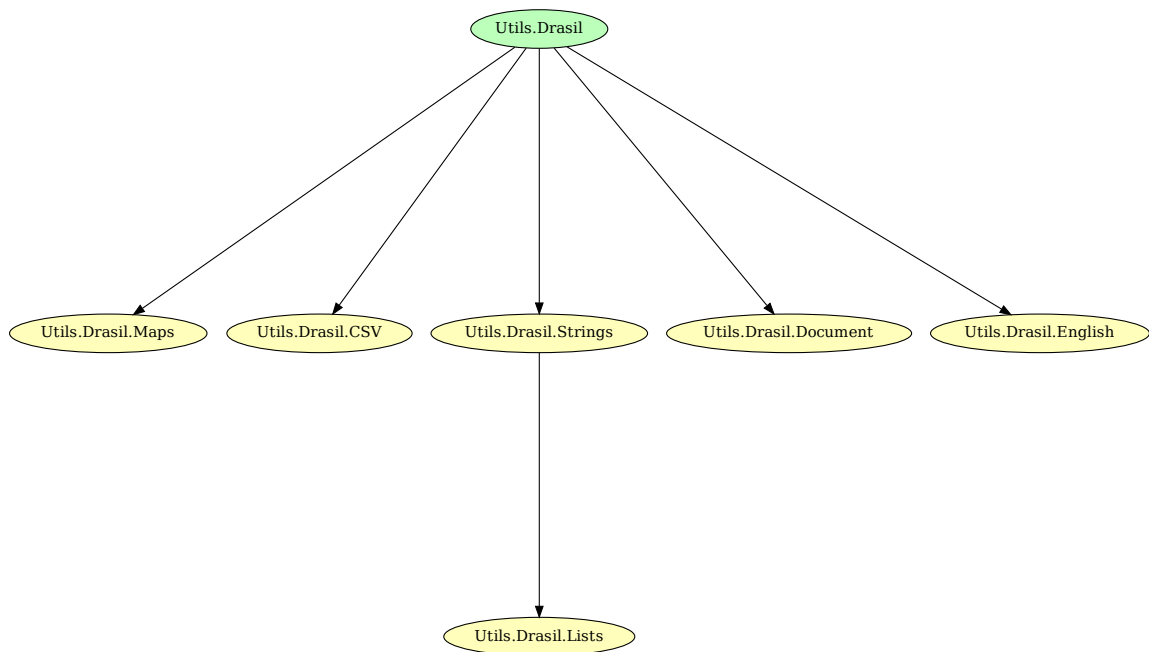 Utils.Drasil
Utils.Drasil.Maps
Utils.Drasil.CSV
Utils.Drasil.Strings
Utils.Drasil.Document
Utils.Drasil.English
Utils.Drasil.Lists